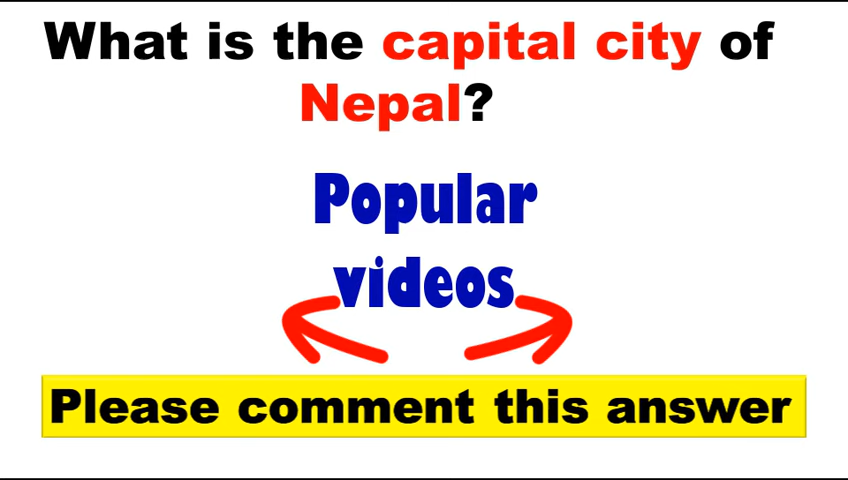 What is the capital city of
Nepal?
Popular
videos
Please comment this answer